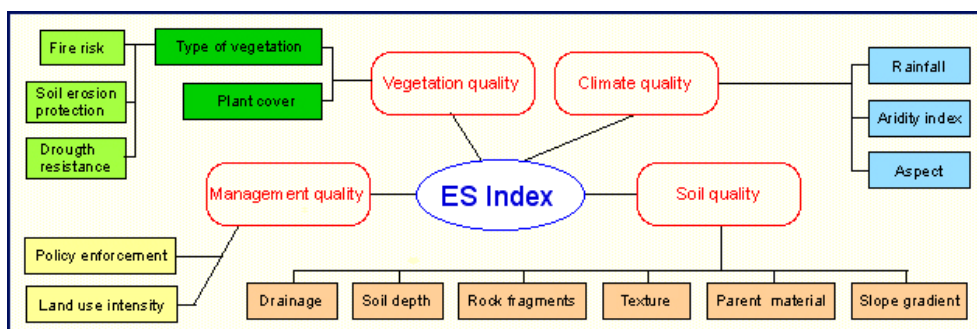 Fire risk
Type of vegetation
Soil erosion
protection
Plant cover
Drougth
resistance
Vegetation quality
Climate quality
Rainfall
Aridity index
Aspect
Management quality
ES Index
Soil quality
Policy enforcement
Land use intensity
Drainage
Soil depth
Rock fragments
Texture
Parent material
Slope gradient